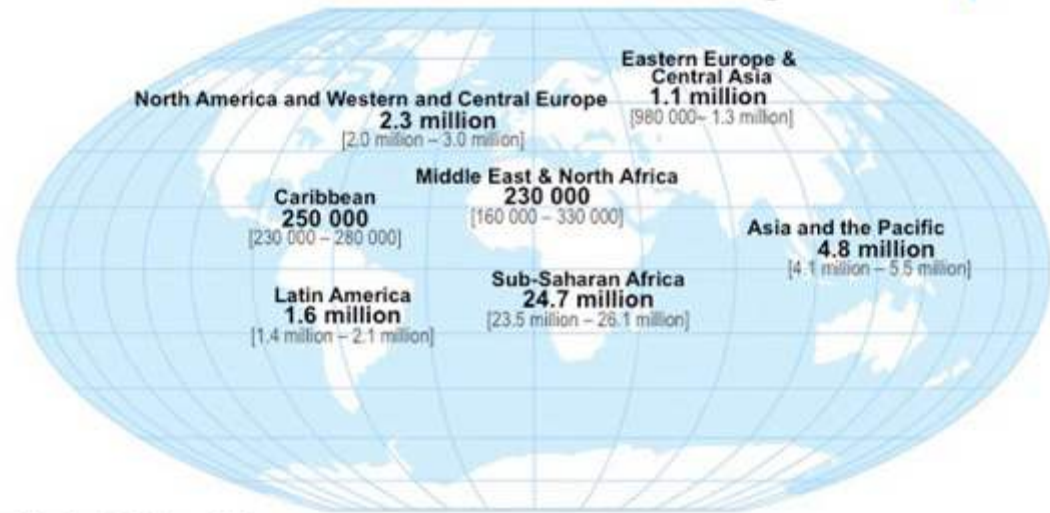 Eastern Europe &
Central Asia
1.1 million
[980 000– 1.3 million]
North America and Western and Central Europe
2.3 million
[2.0 million – 3.0 million]
Middle East & North Africa
230 000
[160 000 – 330 000]
Caribbean
250 000
[230 000 – 280 000]
Asia and the Pacific
4.8 million
[4.1 million – 5.5 million]
Sub-Saharan Africa
24.7 million
[23.5 million – 26.1 million]
Latin America
1.6 million
[1.4 million – 2.1 million]